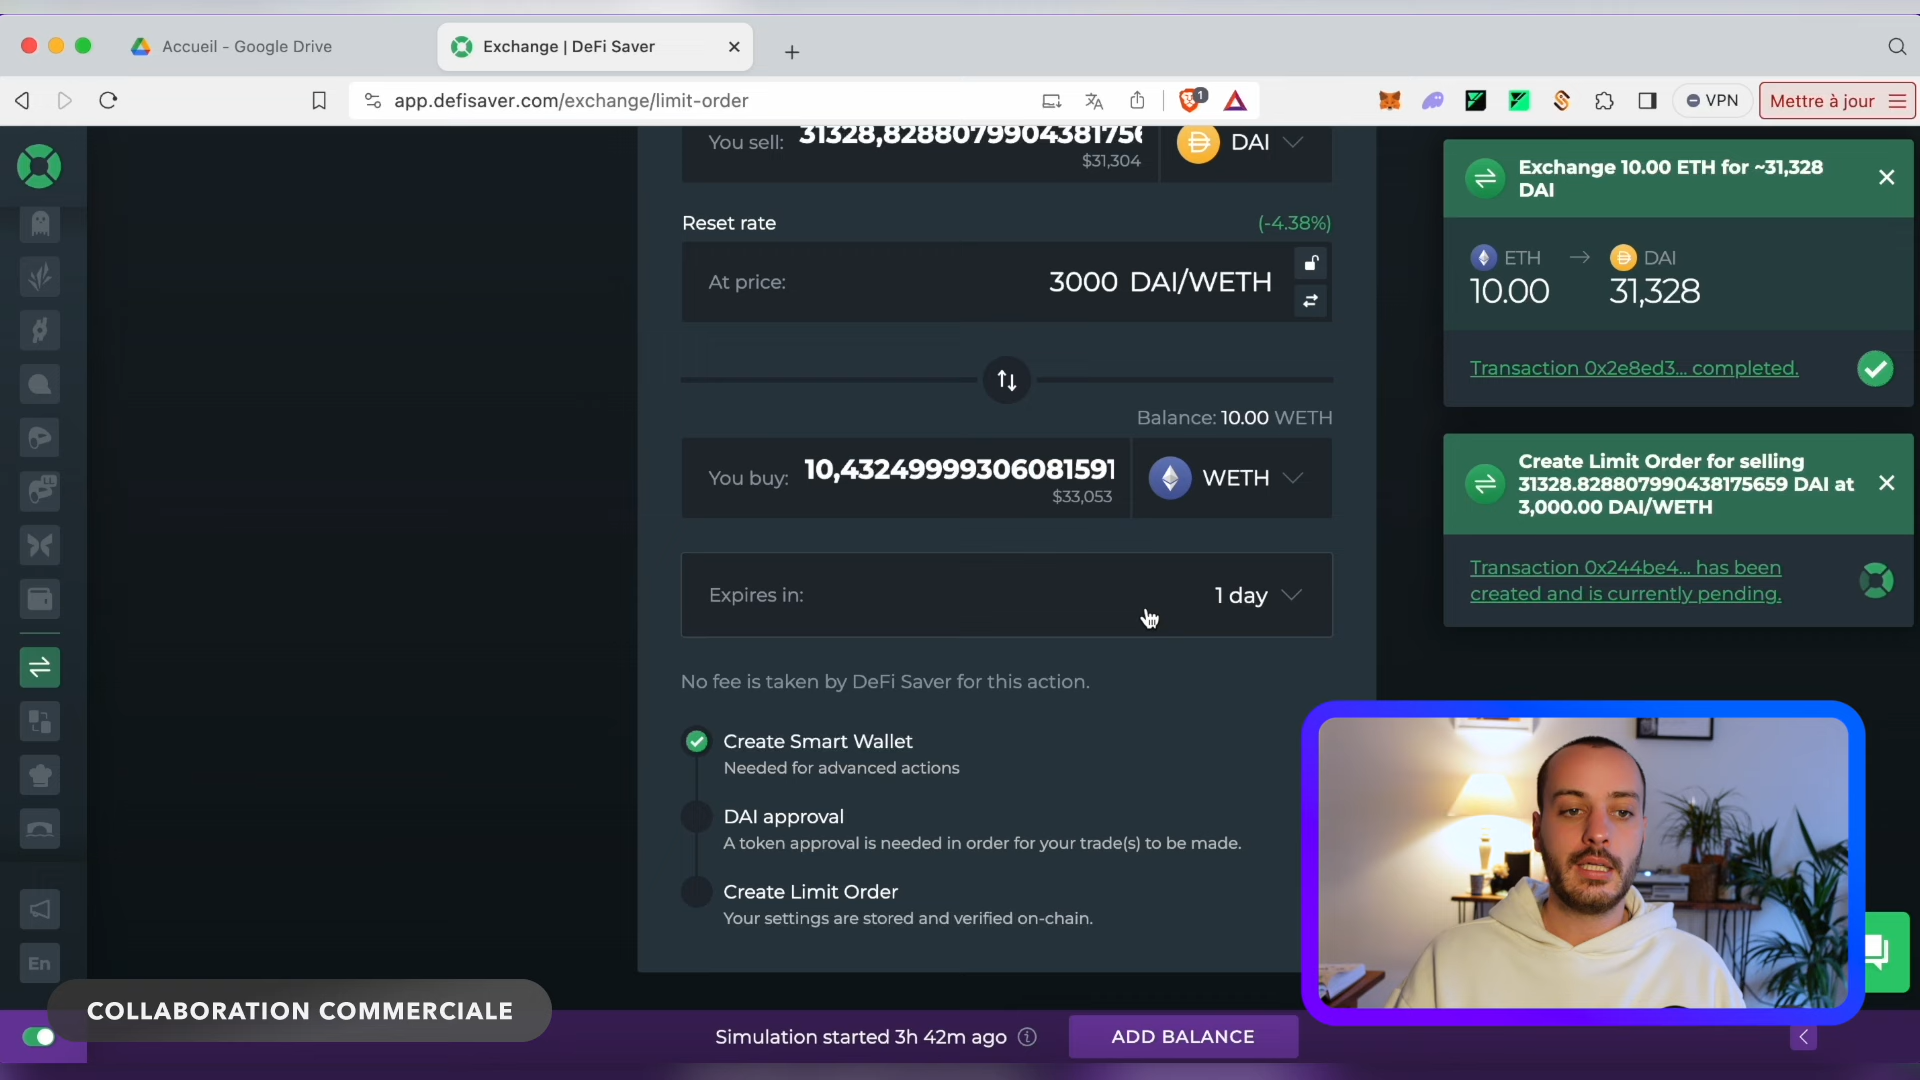 Accueil - Google Drive
Exchange | DeFi Saver
app.defisaver.com/exchange/limit-order
1
VPN
Mettre à jour
You sell:
31328,8288079904381756
$31,304
DAI
Reset rate
(-4.38%)
At price:
3000 DAI/WETH
Balance: 10.00 WETH
You buy:
10,43249999306081591
$33,053
WETH
Expires in:
1 day
No fee is taken by DeFi Saver for this action.
Create Smart Wallet
Needed for advanced actions
DAI approval
A token approval is needed in order for your trade(s) to be made.
Create Limit Order
Your settings are stored and verified on-chain.
Exchange 10.00 ETH for ~31,328
DAI
ETH
DAI
10.00
31,328
Transaction 0x2e8ed3... completed.
Create Limit Order for selling
31328.828807990438175659 DAI at
3,000.00 DAI/WETH
Transaction 0x244be4... has been
created and is currently pending.
En
COLLABORATION COMMERCIALE
Simulation started 3h 42m ago
ADD BALANCE